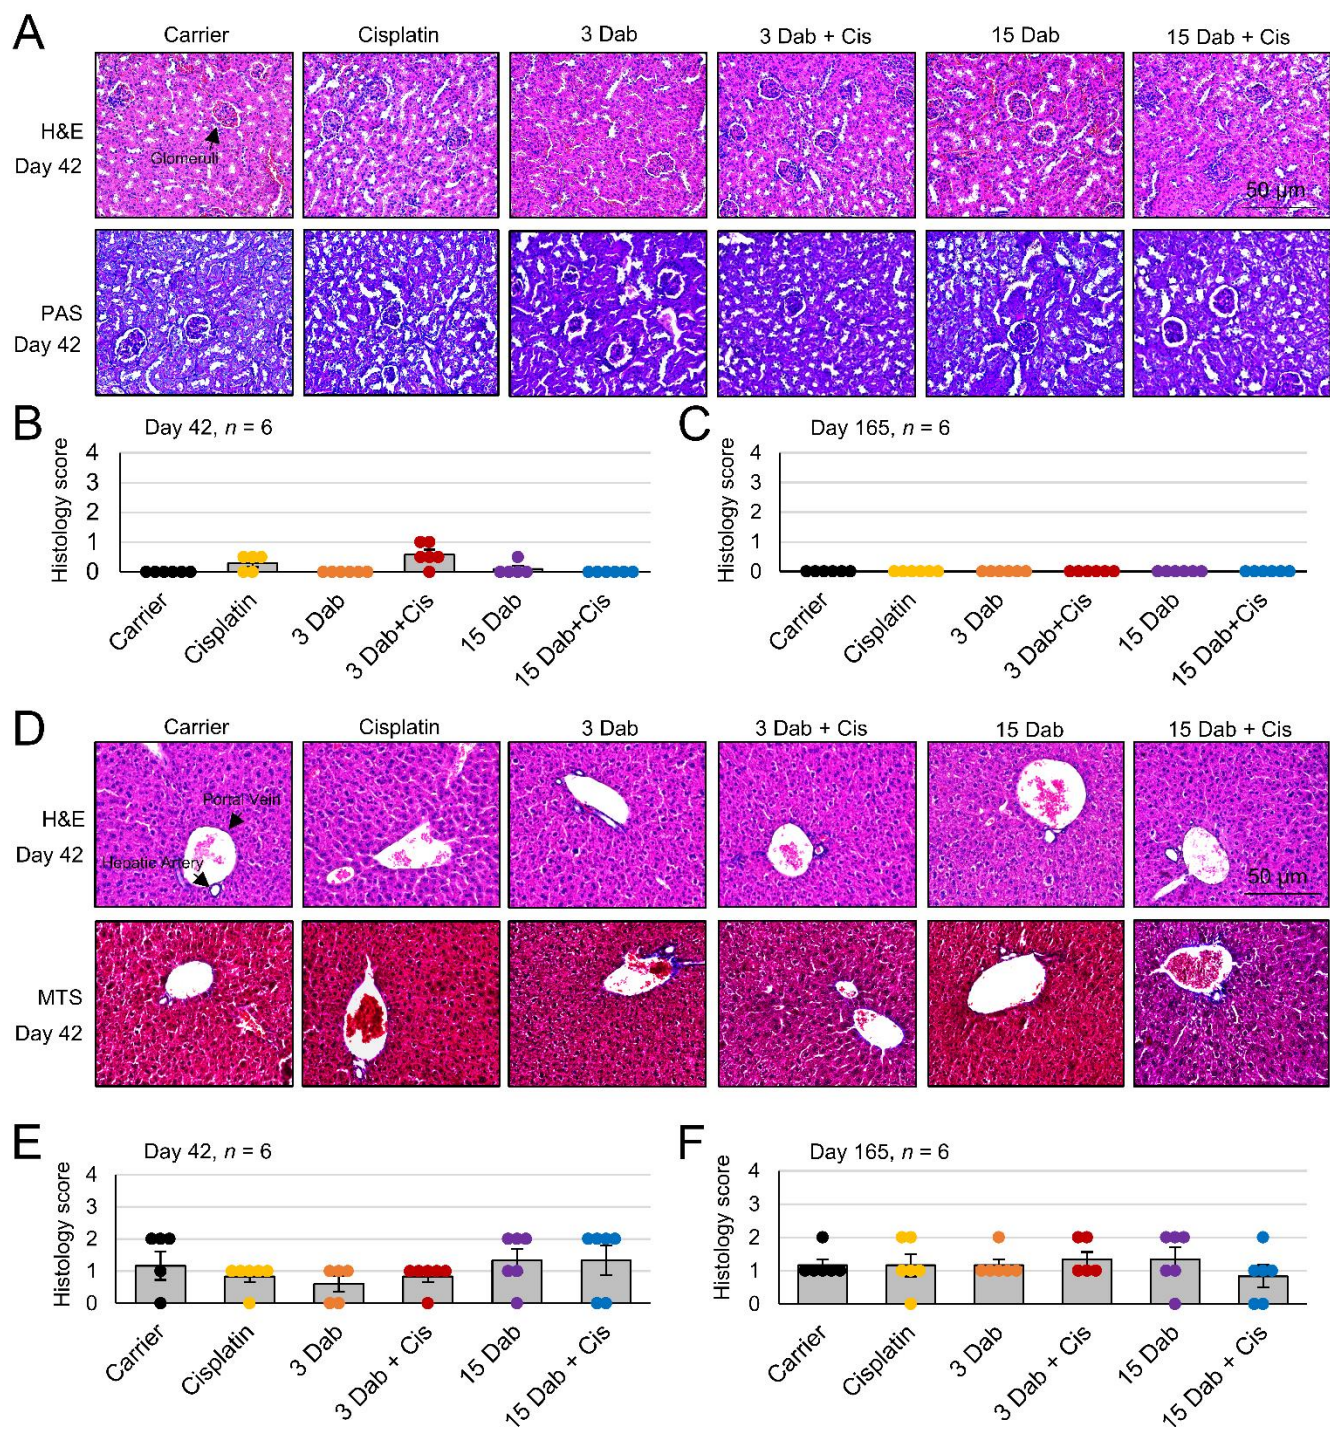 A
Carrier
Cisplatin
3 Dab
3 Dab + Cis
15 Dab
15 Dab + Cis
H&E
Day 42
Glomeruli
50 µm
PAS
Day 42
B
Day 42, n = 6
Histology score
4
3
2
1
0
Carrier
Cisplatin
3 Dab
3 Dab+Cis
15 Dab
15 Dab+Cis
C
Day 165, n = 6
Histology score
4
3
2
1
0
Carrier
Cisplatin
3 Dab
3 Dab+Cis
15 Dab
15 Dab+Cis
D
Carrier
Cisplatin
3 Dab
3 Dab + Cis
15 Dab
15 Dab + Cis
H&E
Day 42
Portal Vein
Hepatic Artery
50 µm
MTS
Day 42
E
Day 42, n = 6
Histology score
4
3
2
1
0
Carrier
Cisplatin
3 Dab
3 Dab + Cis
15 Dab
15 Dab + Cis
F
Day 165, n = 6
Histology score
4
3
2
1
0
Carrier
Cisplatin
3 Dab
3 Dab + Cis
15 Dab
15 Dab + Cis